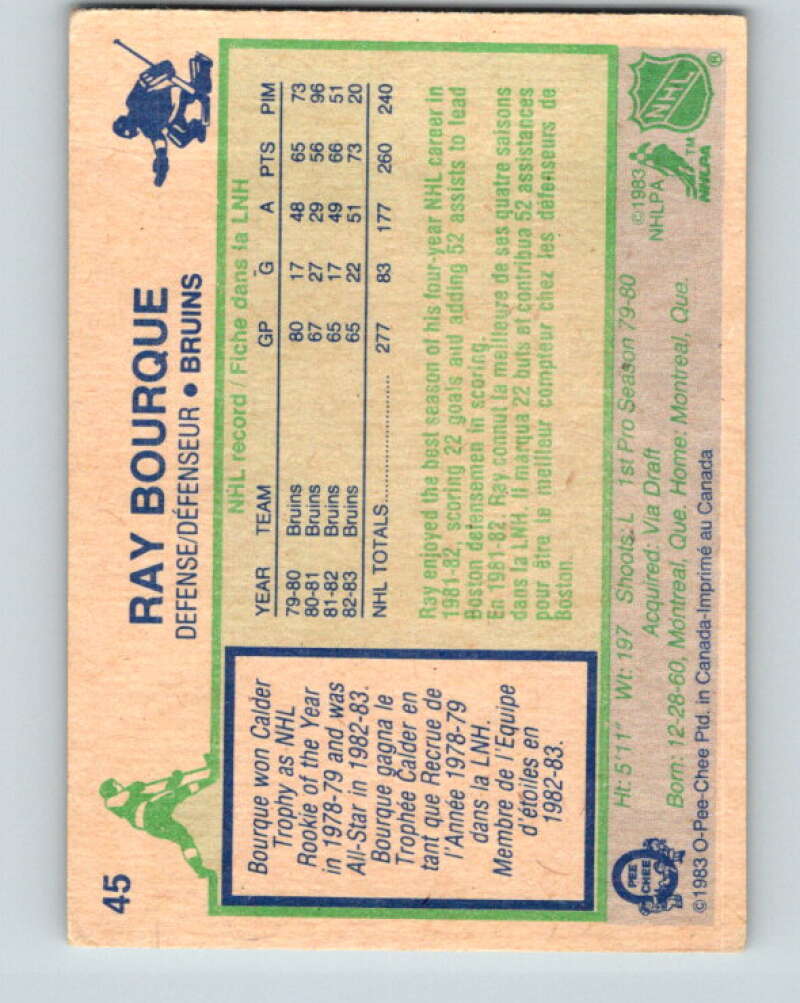 45
RAY BOURQUE
DEFENSE/DÉFENSEUR • BRUINS
Bourque won Calder
Trophy as NHL
Rookie of the Year
in 1978-79 and was
All-Star in 1982-83.
Bourque gagna le
Trophée Calder en
tant que Recrue de
l'Année 1978-79
dans la LNH.
Membre de l'Equipe
d'étoiles en
1982-83.
NHL record / Fiche dans la LNH
YEAR TEAM GP G A PTS PIM
79-80 Bruins 80 17 48 65 73
80-81 Bruins 67 27 29 56 96
81-82 Bruins 65 17 49 66 51
82-83 Bruins 65 22 51 73 20
NHL TOTALS.................... 277 83 177 260 240
Ray enjoyed the best season of his four-year NHL career in
1981-82, scoring 22 goals and adding 52 assists to lead
Boston defensemen in scoring.
En 1981-82, Ray connut la meilleure de ses quatre saisons
dans la LNH. Il marqua 22 buts et contribua 52 assistances
pour être le meilleur compteur chez les défenseurs de
Boston.
Ht: 5'11" Wt: 197 Shoots: L 1st Pro Season 79-80
Acquired: Via Draft
Born: 12-28-60, Montreal, Que. Home: Montreal, Que.
©1983 O-Pee-Chee Ptd. in Canada-Imprimé au Canada
O PEE CHEE
©1983
NHLPA
NHLPA™
NHL®